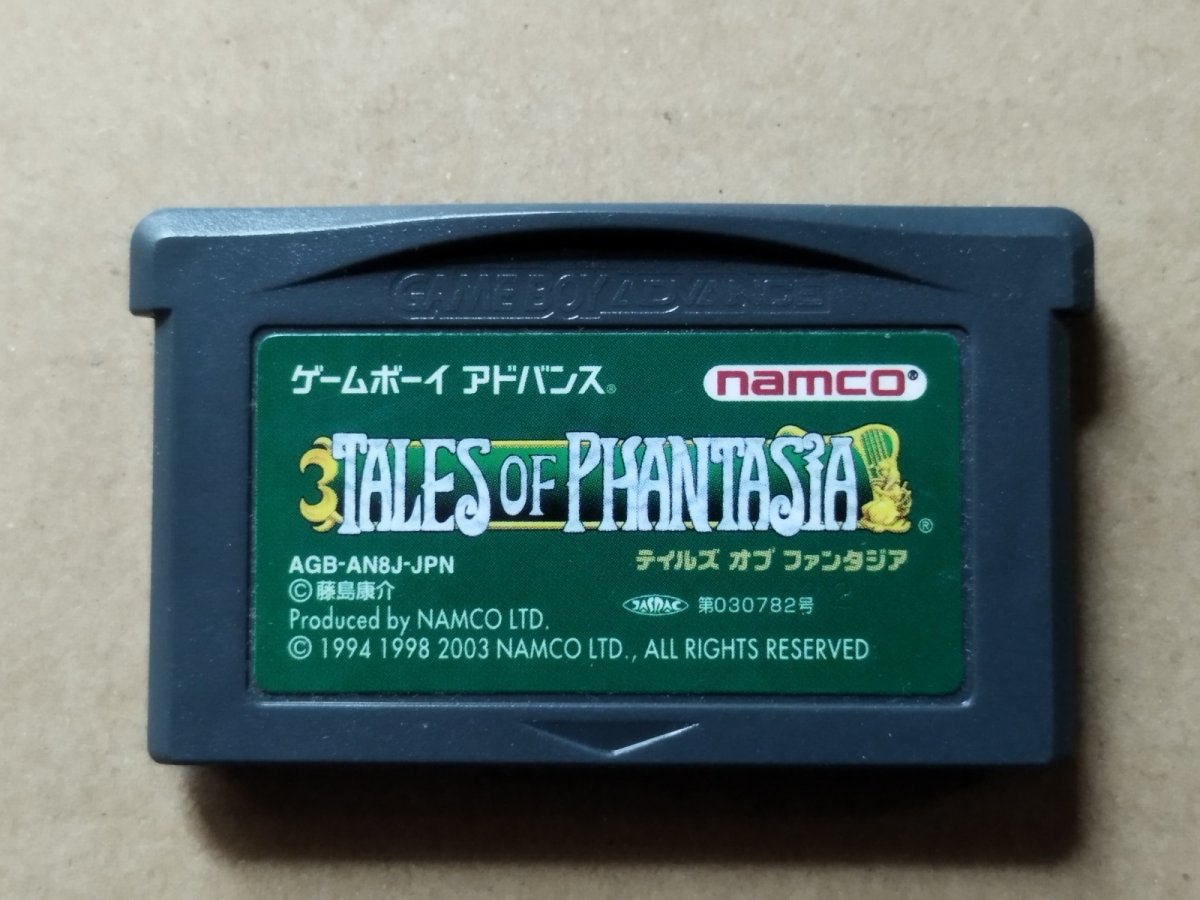 GAME BOY ADVANCE
ゲームボーイ アドバンス®
namco®
TALES OF PHANTASIA®
テイルズ オブ ファンタジア
AGB-AN8J-JPN
©藤島康介
JASRAC 第030782号
Produced by NAMCO LTD.
© 1994 1998 2003 NAMCO LTD., ALL RIGHTS RESERVED